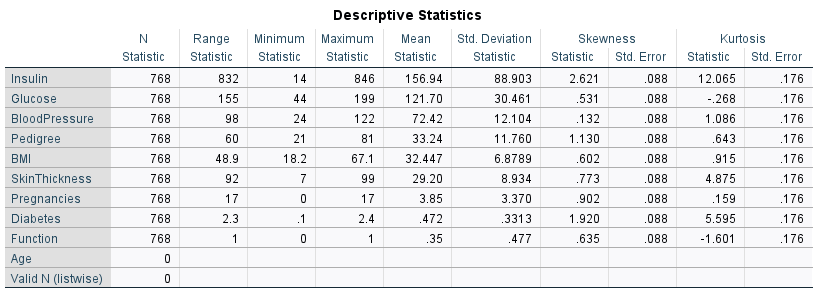 Descriptive Statistics
N Range Minimum Maximum Mean Std. Deviation Skewness Kurtosis
Statistic Statistic Statistic Statistic Statistic Statistic Statistic Std. Error Statistic Std. Error
Insulin 768 832 14 846 156.94 88.903 2.621 .088 12.065 .176
Glucose 768 155 44 199 121.70 30.461 .531 .088 -.268 .176
BloodPressure 768 98 24 122 72.42 12.104 .132 .088 1.086 .176
Pedigree 768 60 21 81 33.24 11.760 1.130 .088 .643 .176
BMI 768 48.9 18.2 67.1 32.447 6.8789 .602 .088 .915 .176
SkinThickness 768 92 7 99 29.20 8.934 .773 .088 4.875 .176
Pregnancies 768 17 0 17 3.85 3.370 .902 .088 .159 .176
Diabetes 768 2.3 .1 2.4 .472 .3313 1.920 .088 5.595 .176
Function 768 1 0 1 .35 .477 .635 .088 -1.601 .176
Age 0
Valid N (listwise) 0